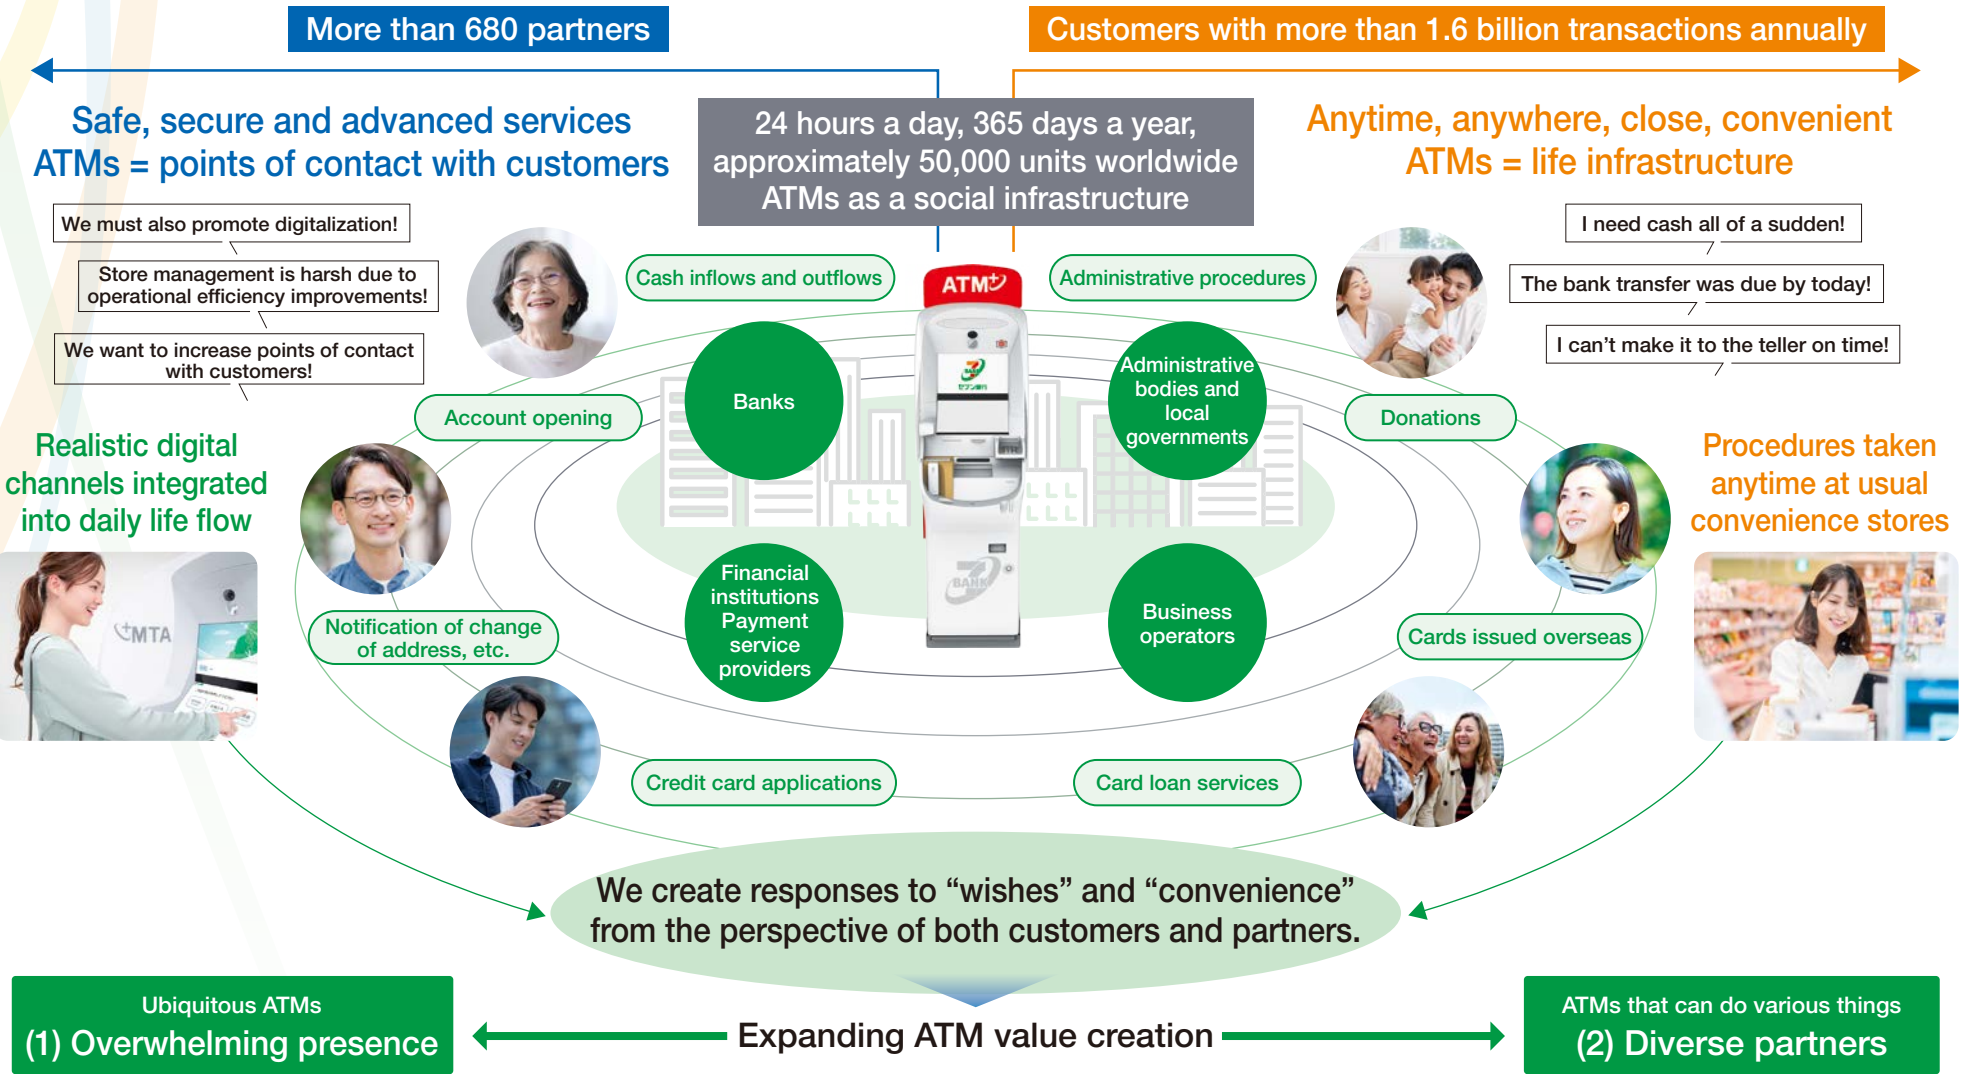 More than 680 partners
Customers with more than 1.6 billion transactions annually
Safe, secure and advanced services
ATMs = points of contact with customers
24 hours a day, 365 days a year,
approximately 50,000 units worldwide
ATMs as a social infrastructure
Anytime, anywhere, close, convenient
ATMs = life infrastructure
We must also promote digitalization!
Store management is harsh due to
operational efficiency improvements!
We want to increase points of contact
with customers!
I need cash all of a sudden!
The bank transfer was due by today!
I can't make it to the teller on time!
Cash inflows and outflows
Administrative procedures
ATM+
Banks
Administrative
bodies and
local
governments
BANK
セブン銀行
Account opening
Donations
Realistic digital
channels integrated
into daily life flow
Procedures taken
anytime at usual
convenience stores
Financial
institutions
Payment
service
providers
7
BANK
Business
operators
MTA
Notification of change
of address, etc.
Cards issued overseas
Credit card applications
Card loan services
We create responses to “wishes” and “convenience”
from the perspective of both customers and partners.
Ubiquitous ATMs
(1) Overwhelming presence
Expanding ATM value creation
ATMs that can do various things
(2) Diverse partners